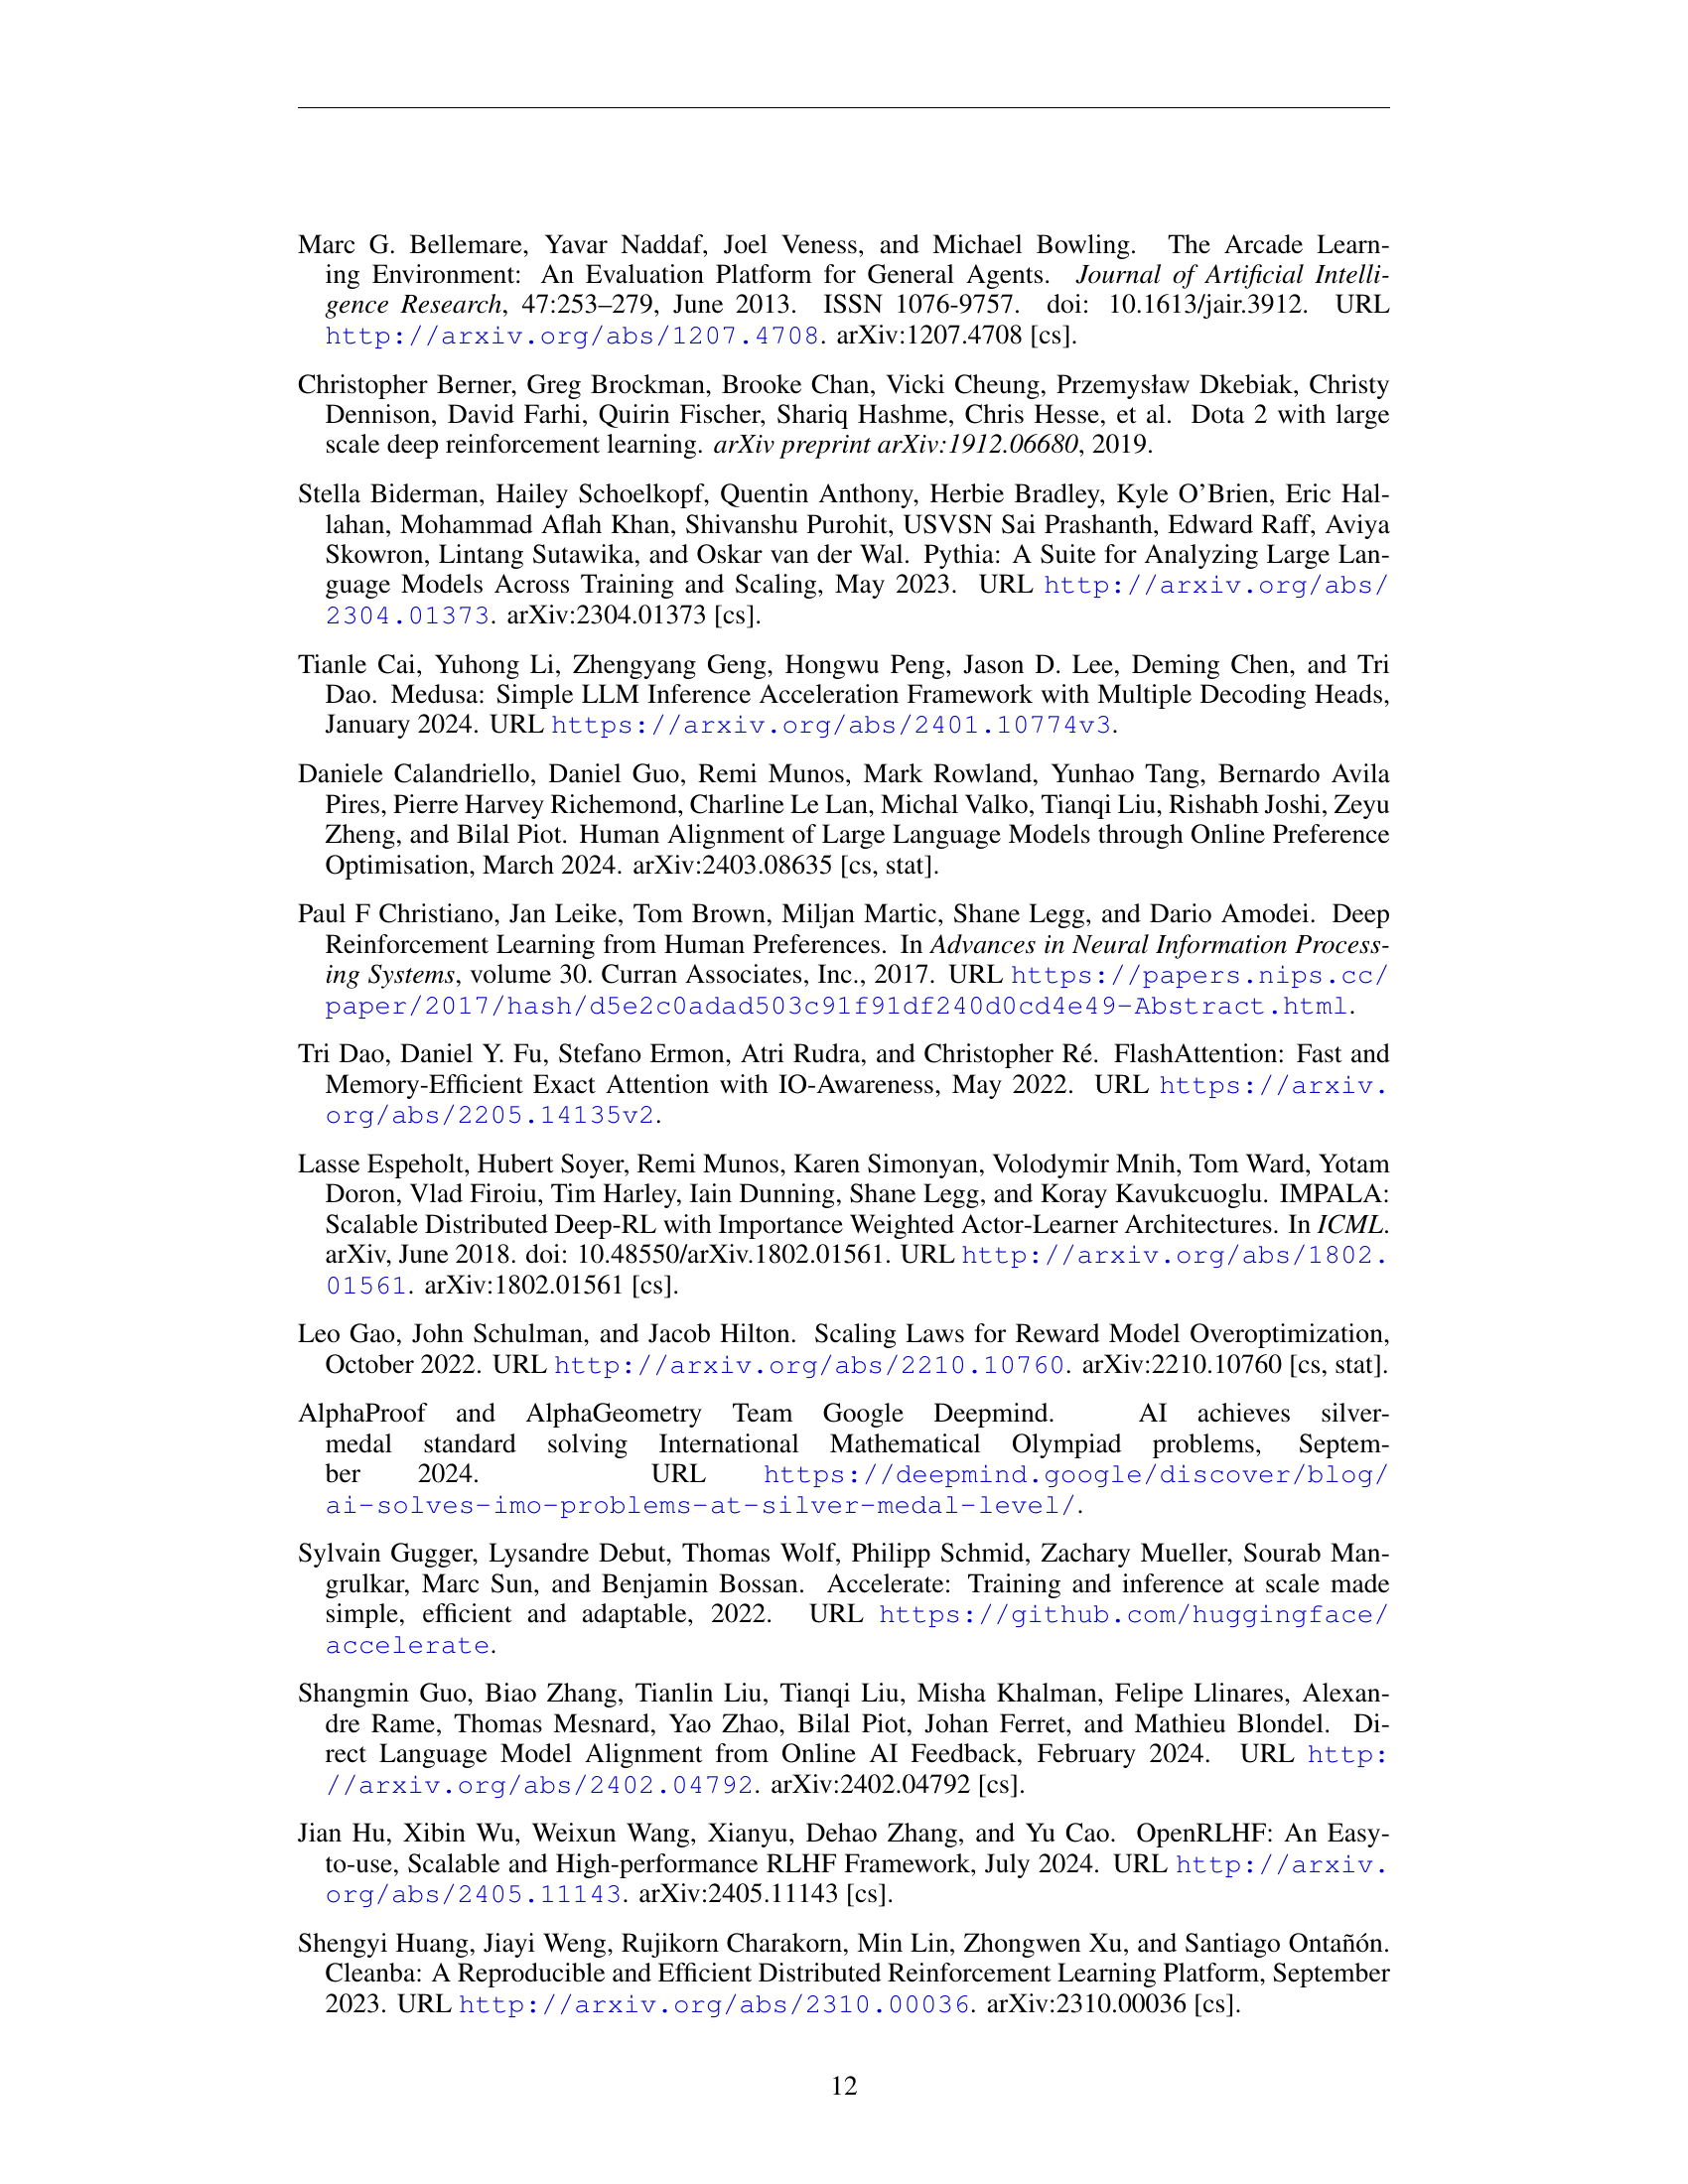 Marc G. Bellemare, Yavar Naddaf, Joel Veness, and Michael Bowling. The Arcade Learn-
ing Environment: An Evaluation Platform for General Agents. Journal of Artificial Intelli-
gence Research, 47:253–279, June 2013. ISSN 1076-9757. doi: 10.1613/jair.3912. URL
http://arxiv.org/abs/1207.4708. arXiv:1207.4708 [cs].
Christopher Berner, Greg Brockman, Brooke Chan, Vicki Cheung, Przemysław Dkebiak, Christy
Dennison, David Farhi, Quirin Fischer, Shariq Hashme, Chris Hesse, et al. Dota 2 with large
scale deep reinforcement learning. arXiv preprint arXiv:1912.06680, 2019.
Stella Biderman, Hailey Schoelkopf, Quentin Anthony, Herbie Bradley, Kyle O’Brien, Eric Hal-
lahan, Mohammad Aflah Khan, Shivanshu Purohit, USVSN Sai Prashanth, Edward Raff, Aviya
Skowron, Lintang Sutawika, and Oskar van der Wal. Pythia: A Suite for Analyzing Large Lan-
guage Models Across Training and Scaling, May 2023. URL http://arxiv.org/abs/
2304.01373. arXiv:2304.01373 [cs].
Tianle Cai, Yuhong Li, Zhengyang Geng, Hongwu Peng, Jason D. Lee, Deming Chen, and Tri
Dao. Medusa: Simple LLM Inference Acceleration Framework with Multiple Decoding Heads,
January 2024. URL https://arxiv.org/abs/2401.10774v3.
Daniele Calandriello, Daniel Guo, Remi Munos, Mark Rowland, Yunhao Tang, Bernardo Avila
Pires, Pierre Harvey Richemond, Charline Le Lan, Michal Valko, Tianqi Liu, Rishabh Joshi, Zeyu
Zheng, and Bilal Piot. Human Alignment of Large Language Models through Online Preference
Optimisation, March 2024. arXiv:2403.08635 [cs, stat].
Paul F Christiano, Jan Leike, Tom Brown, Miljan Martic, Shane Legg, and Dario Amodei. Deep
Reinforcement Learning from Human Preferences. In Advances in Neural Information Process-
ing Systems, volume 30. Curran Associates, Inc., 2017. URL https://papers.nips.cc/
paper/2017/hash/d5e2c0adad503c91f91df240d0cd4e49-Abstract.html.
Tri Dao, Daniel Y. Fu, Stefano Ermon, Atri Rudra, and Christopher Ré. FlashAttention: Fast and
Memory-Efficient Exact Attention with IO-Awareness, May 2022. URL https://arxiv.
org/abs/2205.14135v2.
Lasse Espeholt, Hubert Soyer, Remi Munos, Karen Simonyan, Volodymir Mnih, Tom Ward, Yotam
Doron, Vlad Firoiu, Tim Harley, Iain Dunning, Shane Legg, and Koray Kavukcuoglu. IMPALA:
Scalable Distributed Deep-RL with Importance Weighted Actor-Learner Architectures. In ICML.
arXiv, June 2018. doi: 10.48550/arXiv.1802.01561. URL http://arxiv.org/abs/1802.
01561. arXiv:1802.01561 [cs].
Leo Gao, John Schulman, and Jacob Hilton. Scaling Laws for Reward Model Overoptimization,
October 2022. URL http://arxiv.org/abs/2210.10760. arXiv:2210.10760 [cs, stat].
AlphaProof and AlphaGeometry Team Google Deepmind. AI achieves silver-
medal standard solving International Mathematical Olympiad problems, Septem-
ber 2024. URL https://deepmind.google/discover/blog/
ai-solves-imo-problems-at-silver-medal-level/.
Sylvain Gugger, Lysandre Debut, Thomas Wolf, Philipp Schmid, Zachary Mueller, Sourab Man-
grulkar, Marc Sun, and Benjamin Bossan. Accelerate: Training and inference at scale made
simple, efficient and adaptable, 2022. URL https://github.com/huggingface/
accelerate.
Shangmin Guo, Biao Zhang, Tianlin Liu, Tianqi Liu, Misha Khalman, Felipe Llinares, Alexan-
dre Rame, Thomas Mesnard, Yao Zhao, Bilal Piot, Johan Ferret, and Mathieu Blondel. Di-
rect Language Model Alignment from Online AI Feedback, February 2024. URL http:
//arxiv.org/abs/2402.04792. arXiv:2402.04792 [cs].
Jian Hu, Xibin Wu, Weixun Wang, Xianyu, Dehao Zhang, and Yu Cao. OpenRLHF: An Easy-
to-use, Scalable and High-performance RLHF Framework, July 2024. URL http://arxiv.
org/abs/2405.11143. arXiv:2405.11143 [cs].
Shengyi Huang, Jiayi Weng, Rujikorn Charakorn, Min Lin, Zhongwen Xu, and Santiago Ontañón.
Cleanba: A Reproducible and Efficient Distributed Reinforcement Learning Platform, September
2023. URL http://arxiv.org/abs/2310.00036. arXiv:2310.00036 [cs].
12